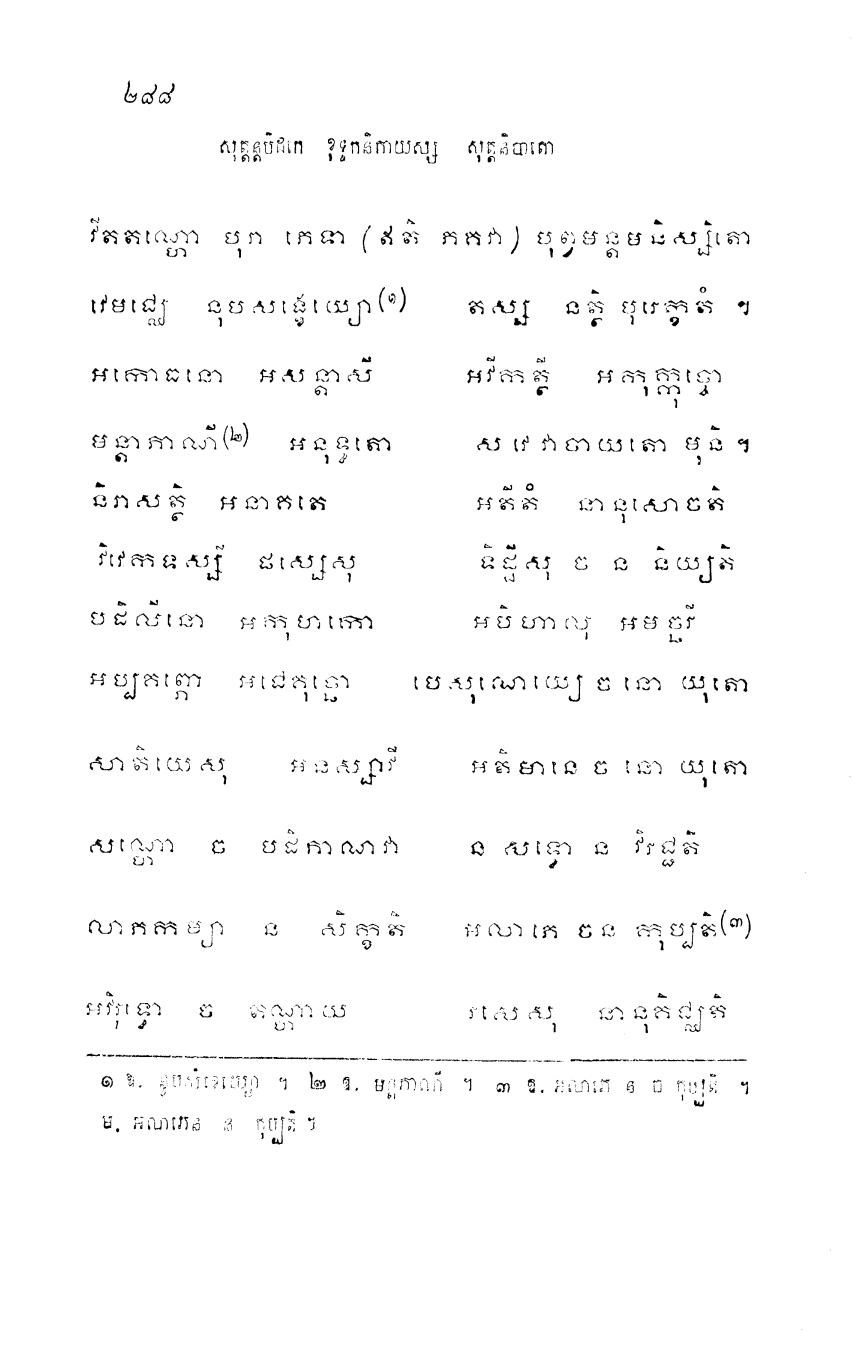 ២៨៨
សុត្តន្តបិដកេ ខុទ្ទកនិកាយស្ស សុត្តនិបាតោ
វីតតណ្ហោ បុរា ភេទា (ឥតិ ភគវា) បុព្វមន្តមនិស្សិតោ
វេមជ្ឈេ នុបសង្ខេយ្យោ(១) តស្ស នត្ថិ បុរេក្ខតំ ។
អកោធនោ អសន្តាសី អវិកត្ថី អកុក្កុច្ចោ
មន្តាភាណី(២) អនុទ្ធតោ ស វេ វាចាយតោ មុនិ ។
និរាសត្តិ អនាគតេ អតីតំ នានុសោចតិ
វិវេកទស្សី ផស្សេសុ ទិដ្ឋីសុ ច ន និយ្យតិ
បដិលីនោ អកុហកោ អបិហាលុ អមច្ឆរី
អប្បគព្ភោ អជេគុច្ឆោ បេសុណេយ្យេ ច នោ យុតោ
សាតិយេសុ អនស្សាវី អតិមានេ ច នោ យុតោ
សណ្ហោ ច បដិភាណវា ន សទ្ធោ ន វិរជ្ជតិ
លាភកម្យា ន សិក្ខតិ អលាភេ ចន កុប្បតិ(៣)
អវិរុទ្ធោ ច តណ្ហាយ រសេសុ នានុគិជ្ឈតិ
១ ឱ. នូបសំខេយ្យោ ។ ២ ឱ. មន្តភាណី ។ ៣ ឱ. អលាភេ ន ច កុប្បតិ ។
ម. អលាភេន ន កុប្បតិ ។